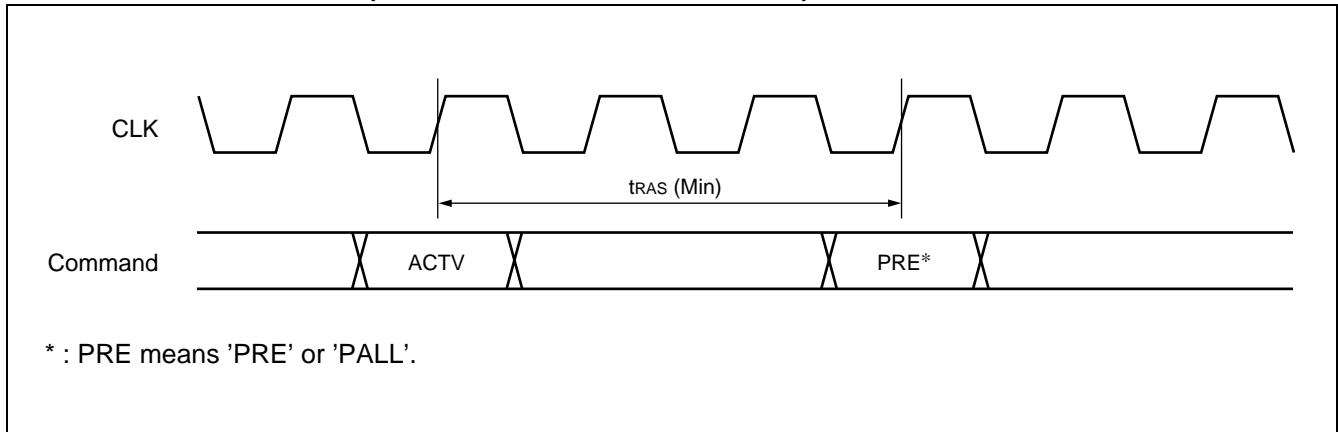 CLK
tRAS (Min)
Command
ACTV
PRE*
* : PRE means ’PRE’ or ’PALL’.